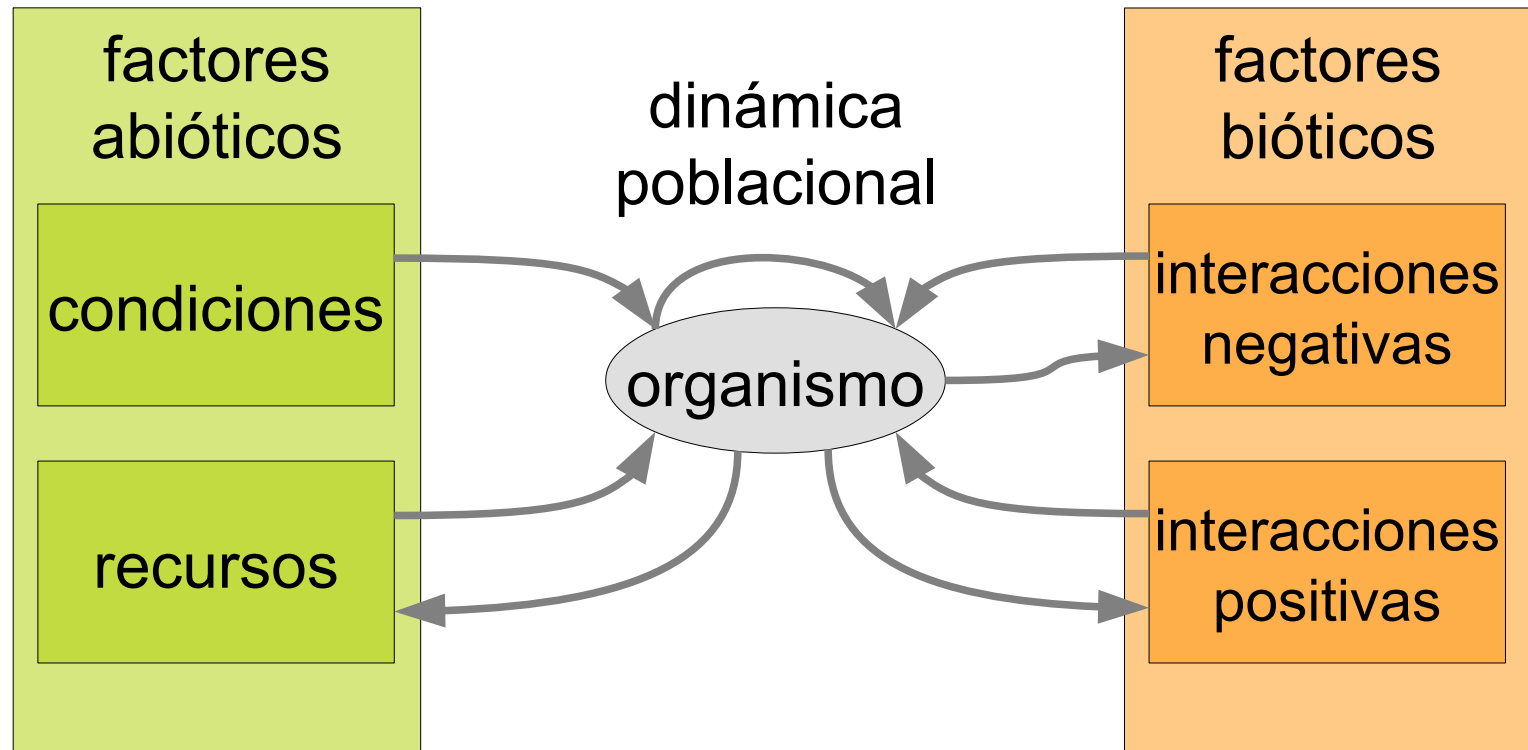 factores
abióticos
condiciones
recursos
dinámica
poblacional
organismo
factores
bióticos
interacciones
negativas
interacciones
positivas